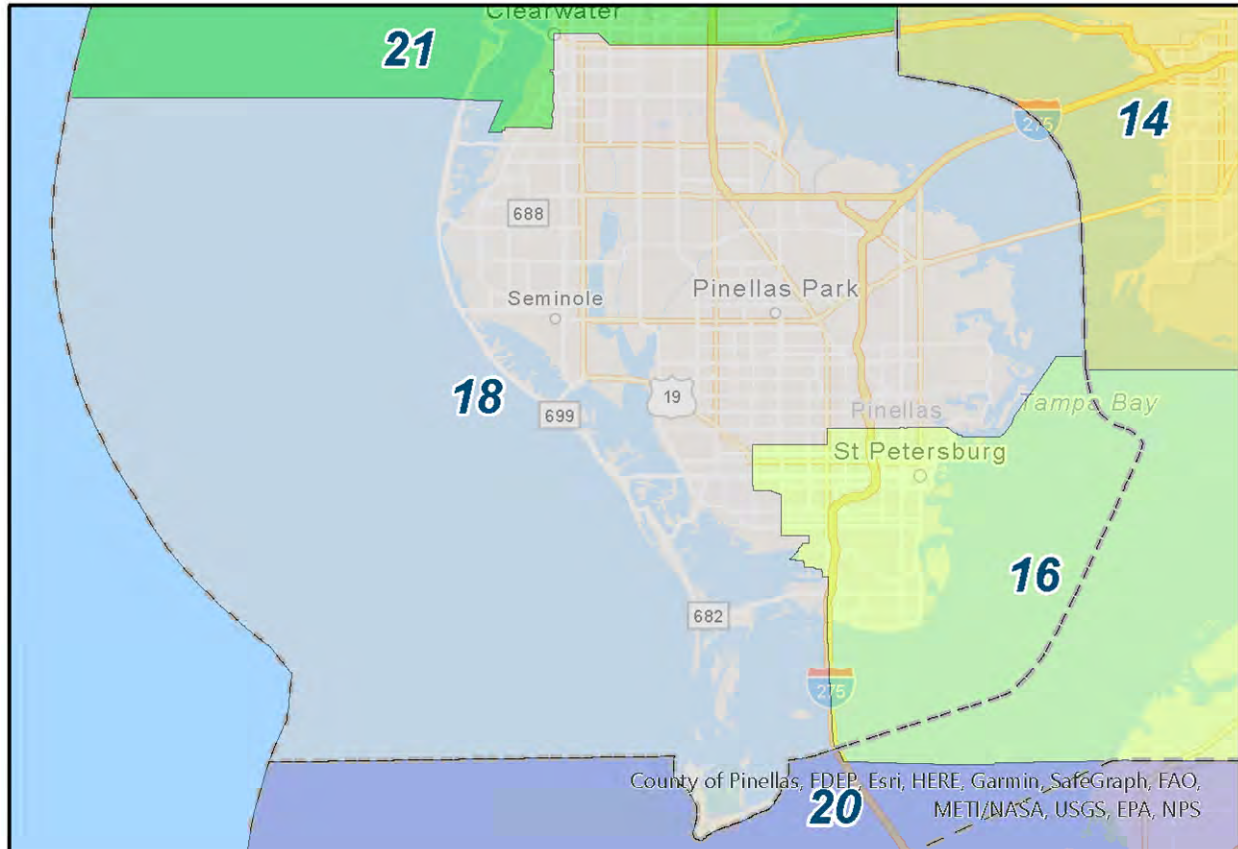 Clearwater
21
14
275
688
Seminole
Pinellas Park
18
19
699
Pinellas
Tampa Bay
St Petersburg
16
682
275
County of Pinellas, FDEP, Esri, HERE, Garmin, SafeGraph, FAO,
METI/NASA, USGS, EPA, NPS
20